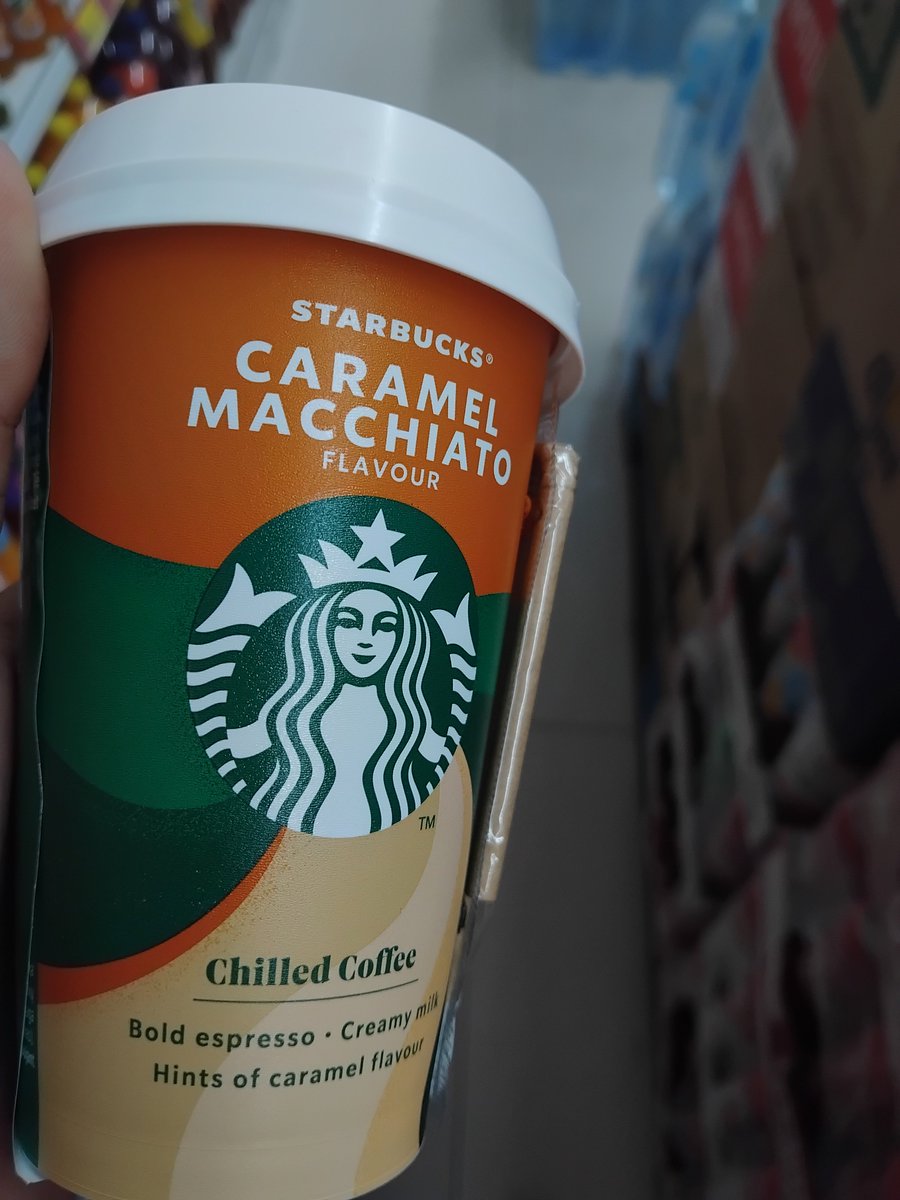 STARBUCKS®
CARAMEL
MACCHIATO
FLAVOUR
TM
Chilled Coffee
Bold espresso · Creamy milk
Hints of caramel flavour